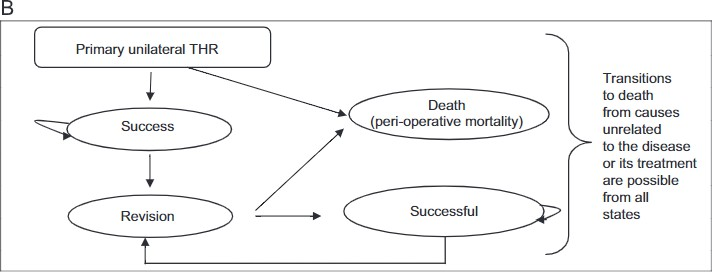 B
Primary unilateral THR
Success
Death
(peri-operative mortality)
Revision
Successful
Transitions
to death
from causes
unrelated
to the disease
or its treatment
are possible
from all
states